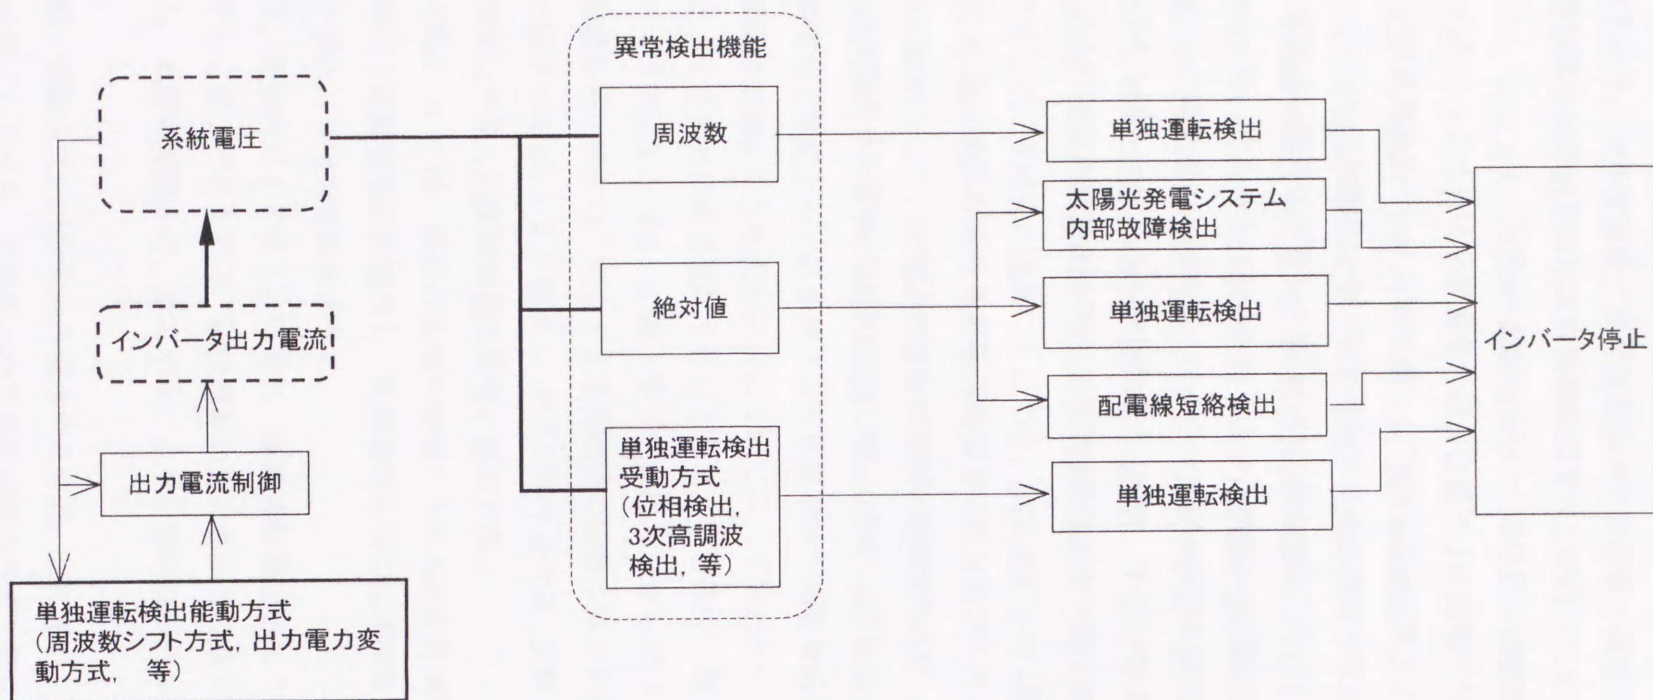 異常検出機能
系統電圧
周波数
単独運転検出
太陽光発電システム
内部故障検出
絶対値
単独運転検出
インバータ出力電流
インバータ停止
配電線短絡検出
単独運転検出
受動方式
(位相検出,
3次高調波
検出, 等)
単独運転検出
出力電流制御
単独運転検出能動方式
(周波数シフト方式, 出力電力変
動方式, 等)